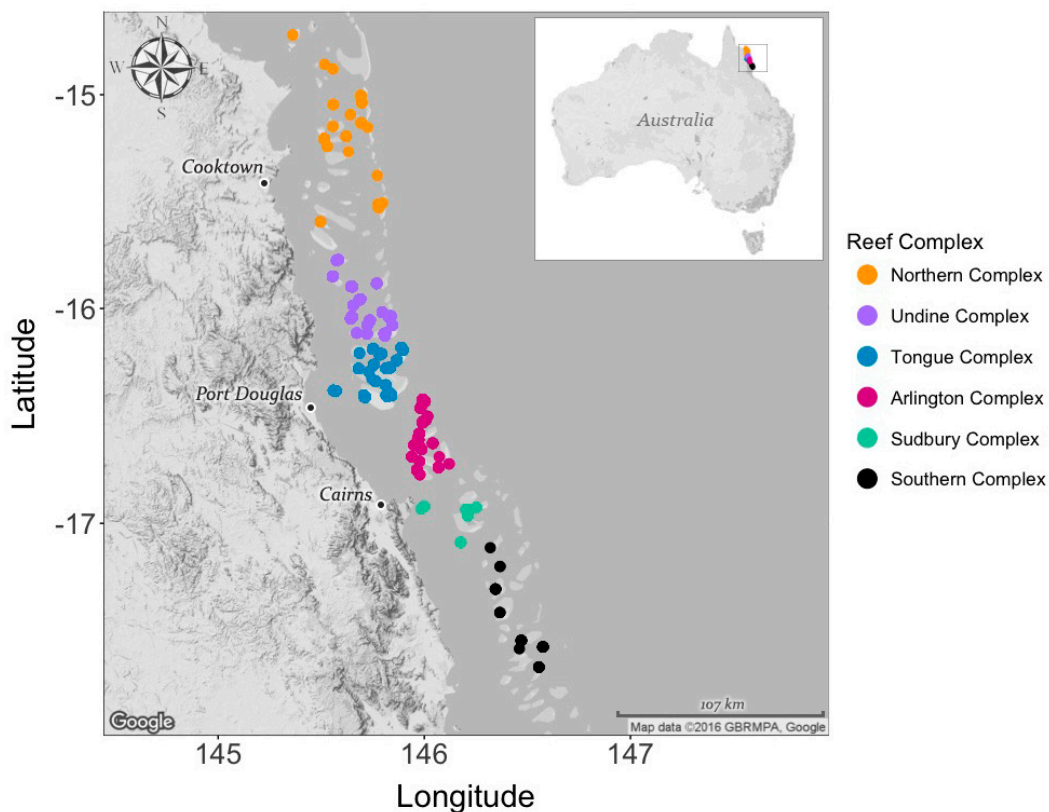 N
W E
S
Australia
-15
Cooktown
Reef Complex
Northern Complex
Undine Complex
Tongue Complex
Arlington Complex
Sudbury Complex
Southern Complex
-16
Latitude
Port Douglas
Cairns
-17
107 km
Google
Map data ©2016 GBRMPA, Google
145 146 147
Longitude